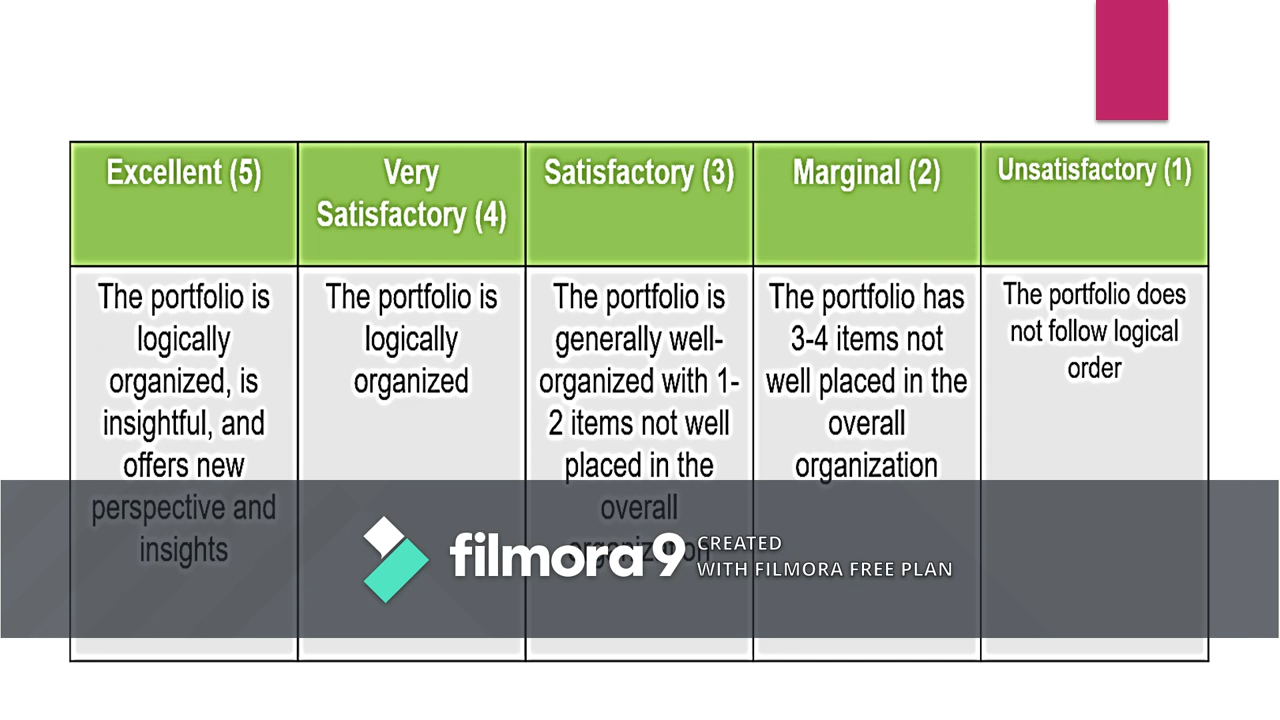 Excellent (5)
Very
Satisfactory (4)
Satisfactory (3)
Marginal (2)
Unsatisfactory (1)
The portfolio is
logically
organized, is
insightful, and
offers new
perspective and
insights
The portfolio is
logically
organized
The portfolio is
generally well-
organized with 1-
2 items not well
placed in the
overall
organization
The portfolio has
3-4 items not
well placed in the
overall
organization
The portfolio does
not follow logical
order
filmora 9
CREATED
WITH FILMORA FREE PLAN